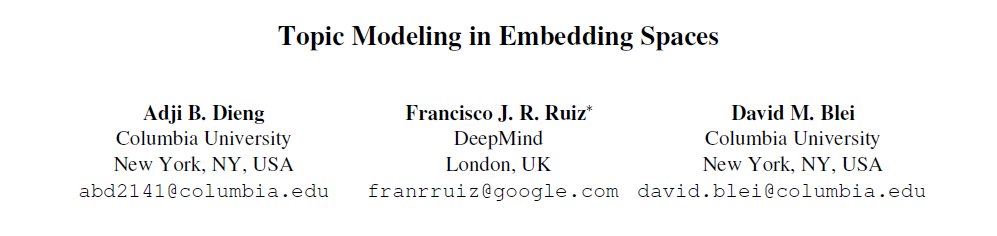 Topic Modeling in Embedding Spaces
Adji B. Dieng
Columbia University
New York, NY, USA
abd2141@columbia.edu
Francisco J. R. Ruiz*
DeepMind
London, UK
franrruiz@google.com
David M. Blei
Columbia University
New York, NY, USA
david.blei@columbia.edu